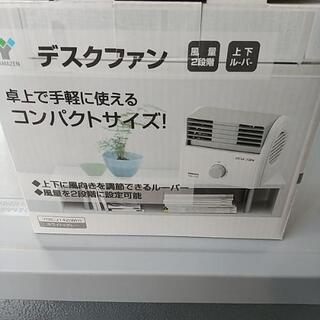 YAMAZEN
デスクファン
風量
2段階
上下
ルーバー
卓上で手軽に使える
コンパクトサイズ!
◆上下に風向きを調節できるルーバー
◆風量を2段階に設定可能